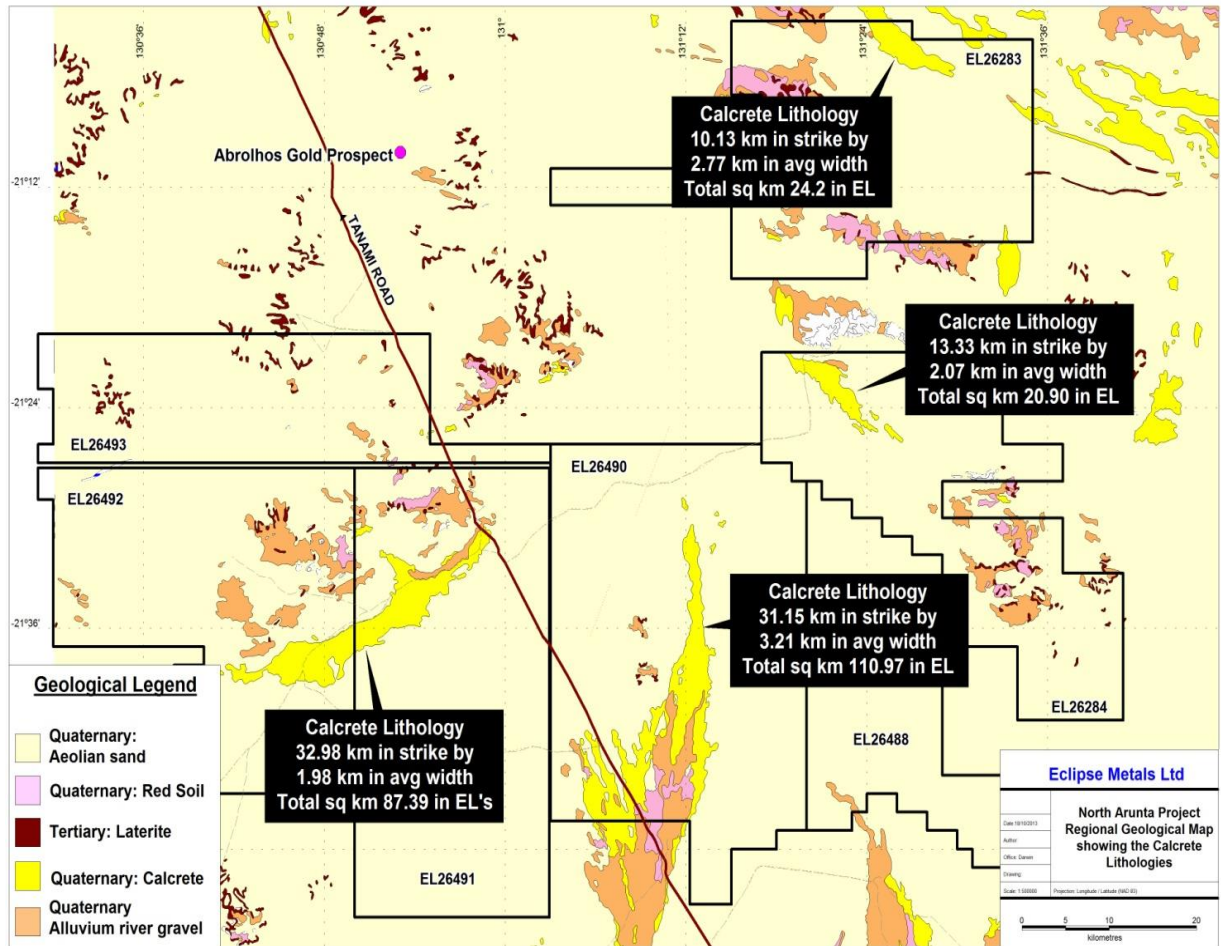 130°36'
130°48'
131°
131°12'
131°24'
131°36'
EL26283
Calcrete Lithology
10.13 km in strike by
2.77 km in avg width
Total sq km 24.2 in EL
Abrolhos Gold Prospect
-21°12'
TANAMI ROAD
Calcrete Lithology
13.33 km in strike by
2.07 km in avg width
Total sq km 20.90 in EL
-21°24'
EL26493
EL26490
EL26492
Calcrete Lithology
31.15 km in strike by
3.21 km in avg width
Total sq km 110.97 in EL
-21°36'
EL26284
EL26488
Calcrete Lithology
32.98 km in strike by
1.98 km in avg width
Total sq km 87.39 in EL's
EL26491
Geological Legend
Quaternary:
Aeolian sand
Quaternary: Red Soil
Tertiary: Laterite
Quaternary: Calcrete
Quaternary
Alluvium river gravel
Eclipse Metals Ltd
North Arunta Project
Regional Geological Map
showing the Calcrete
Lithologies
Author:
Office: Darwin
Drawing:
Projection: Longitude / Latitude
0 5 10 20
kilometres